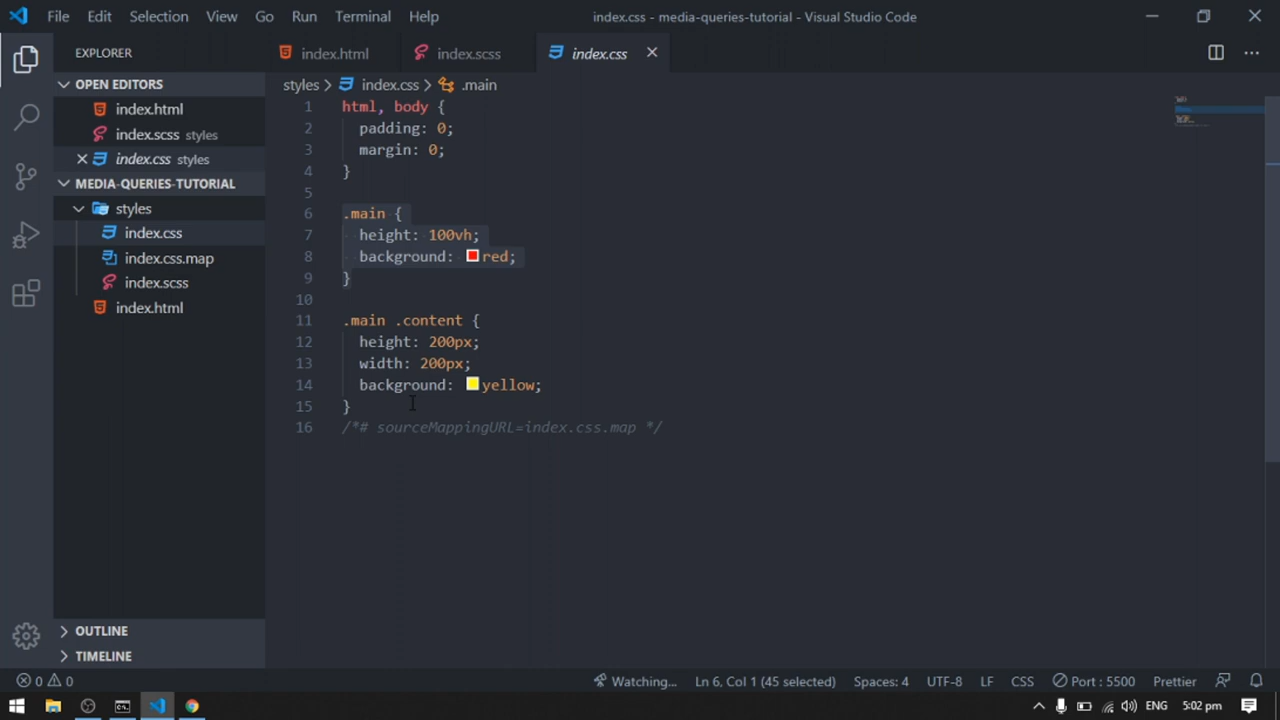 File Edit Selection View Go Run Terminal Help
index.css - media-queries-tutorial - Visual Studio Code
EXPLORER
index.html
index.scss
index.css
OPEN EDITORS
index.html
index.scss styles
index.css styles
MEDIA-QUERIES-TUTORIAL
styles
index.css
index.css.map
index.scss
index.html
OUTLINE
TIMELINE
styles > index.css > .main
1 html, body {
2 padding: 0;
3 margin: 0;
4 }
5
6 .main {
7 height: 100vh;
8 background: red;
9 }
10
11 .main .content {
12 height: 200px;
13 width: 200px;
14 background: yellow;
15 }
16 /*# sourceMappingURL=index.css.map */
0 0 Watching... Ln 6, Col 1 (45 selected) Spaces: 4 UTF-8 LF CSS Port : 5500 Prettier
ENG 5:02 pm